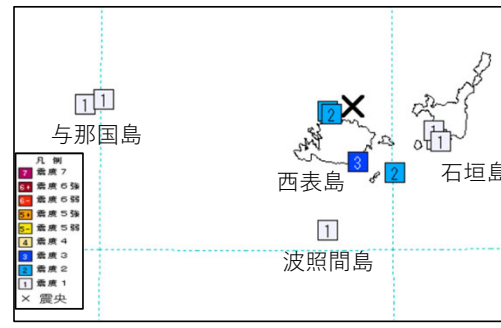 1
1
2
与那国島
1
1
3
2
西表島
石垣島
1
波照間島
凡例
7 震度7
6+ 震度6強
6- 震度6弱
5+ 震度5強
5- 震度5弱
4 震度4
3 震度3
2 震度2
1 震度1
× 震央